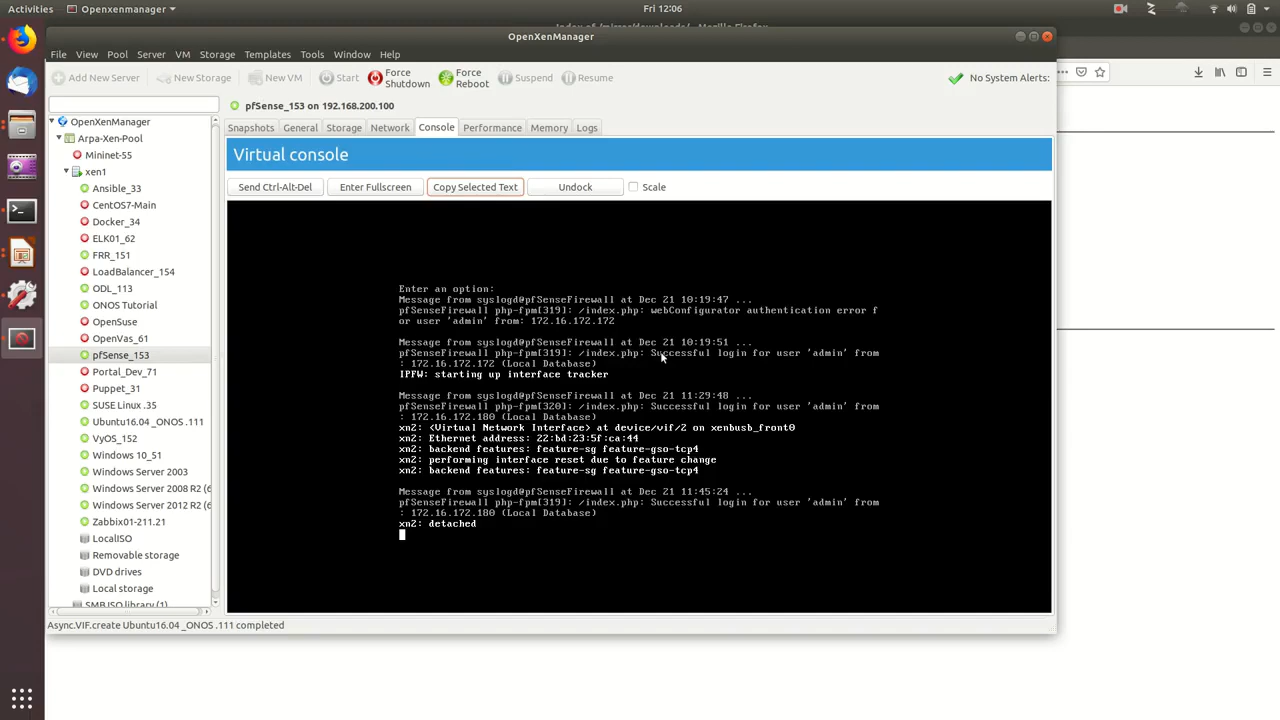 Activities
Openxenmanager
Fri 12:06
OpenXenManager
File View Pool Server VM Storage Templates Tools Window Help
Add New Server
New Storage
New VM
Start
Force Shutdown
Force Reboot
Suspend
Resume
No System Alerts:
pfSense_153 on 192.168.200.100
Snapshots General Storage Network Console Performance Memory Logs
Virtual console
Send Ctrl-Alt-Del
Enter Fullscreen
Copy Selected Text
Undock
Scale
OpenXenManager
Arpa-Xen-Pool
Mininet-55
xen1
Ansible_33
CentOS7-Main
Docker_34
ELK01_62
FRR_151
LoadBalancer_154
ODL_113
ONOS Tutorial
OpenSuse
OpenVas_61
pfSense_153
Portal_Dev_71
Puppet_31
SUSE Linux .35
Ubuntu16.04 _ONOS .111
VyOS_152
Windows 10_51
Windows Server 2003
Windows Server 2008 R2 (6
Windows Server 2012 R2 (6
Zabbix01-211.21
LocalISO
Removable storage
DVD drives
Local storage
SMB ISO library (1)
Enter an option:
Message from syslogd@pfSenseFirewall at Dec 21 10:19:47 ...
pfSenseFirewall php-fpm[319]: /index.php: webConfigurator authentication error f
or user 'admin' from: 172.16.172.172
Message from syslogd@pfSenseFirewall at Dec 21 10:19:51 ...
pfSenseFirewall php-fpm[319]: /index.php: Successful login for user 'admin' from
: 172.16.172.172 (Local Database)
IPFW: starting up interface tracker
Message from syslogd@pfSenseFirewall at Dec 21 11:29:48 ...
pfSenseFirewall php-fpm[320]: /index.php: Successful login for user 'admin' from
: 172.16.172.180 (Local Database)
xn2: <Virtual Network Interface> at device/vif/2 on xenbusb_front0
xn2: Ethernet address: 22:bd:23:5f:ca:44
xn2: backend features: feature-sg feature-gso-tcp4
xn2: performing interface reset due to feature change
xn2: backend features: feature-sg feature-gso-tcp4
Message from syslogd@pfSenseFirewall at Dec 21 11:45:24 ...
pfSenseFirewall php-fpm[319]: /index.php: Successful login for user 'admin' from
: 172.16.172.180 (Local Database)
xn2: detached
Async.VIF.create Ubuntu16.04 _ONOS .111 completed